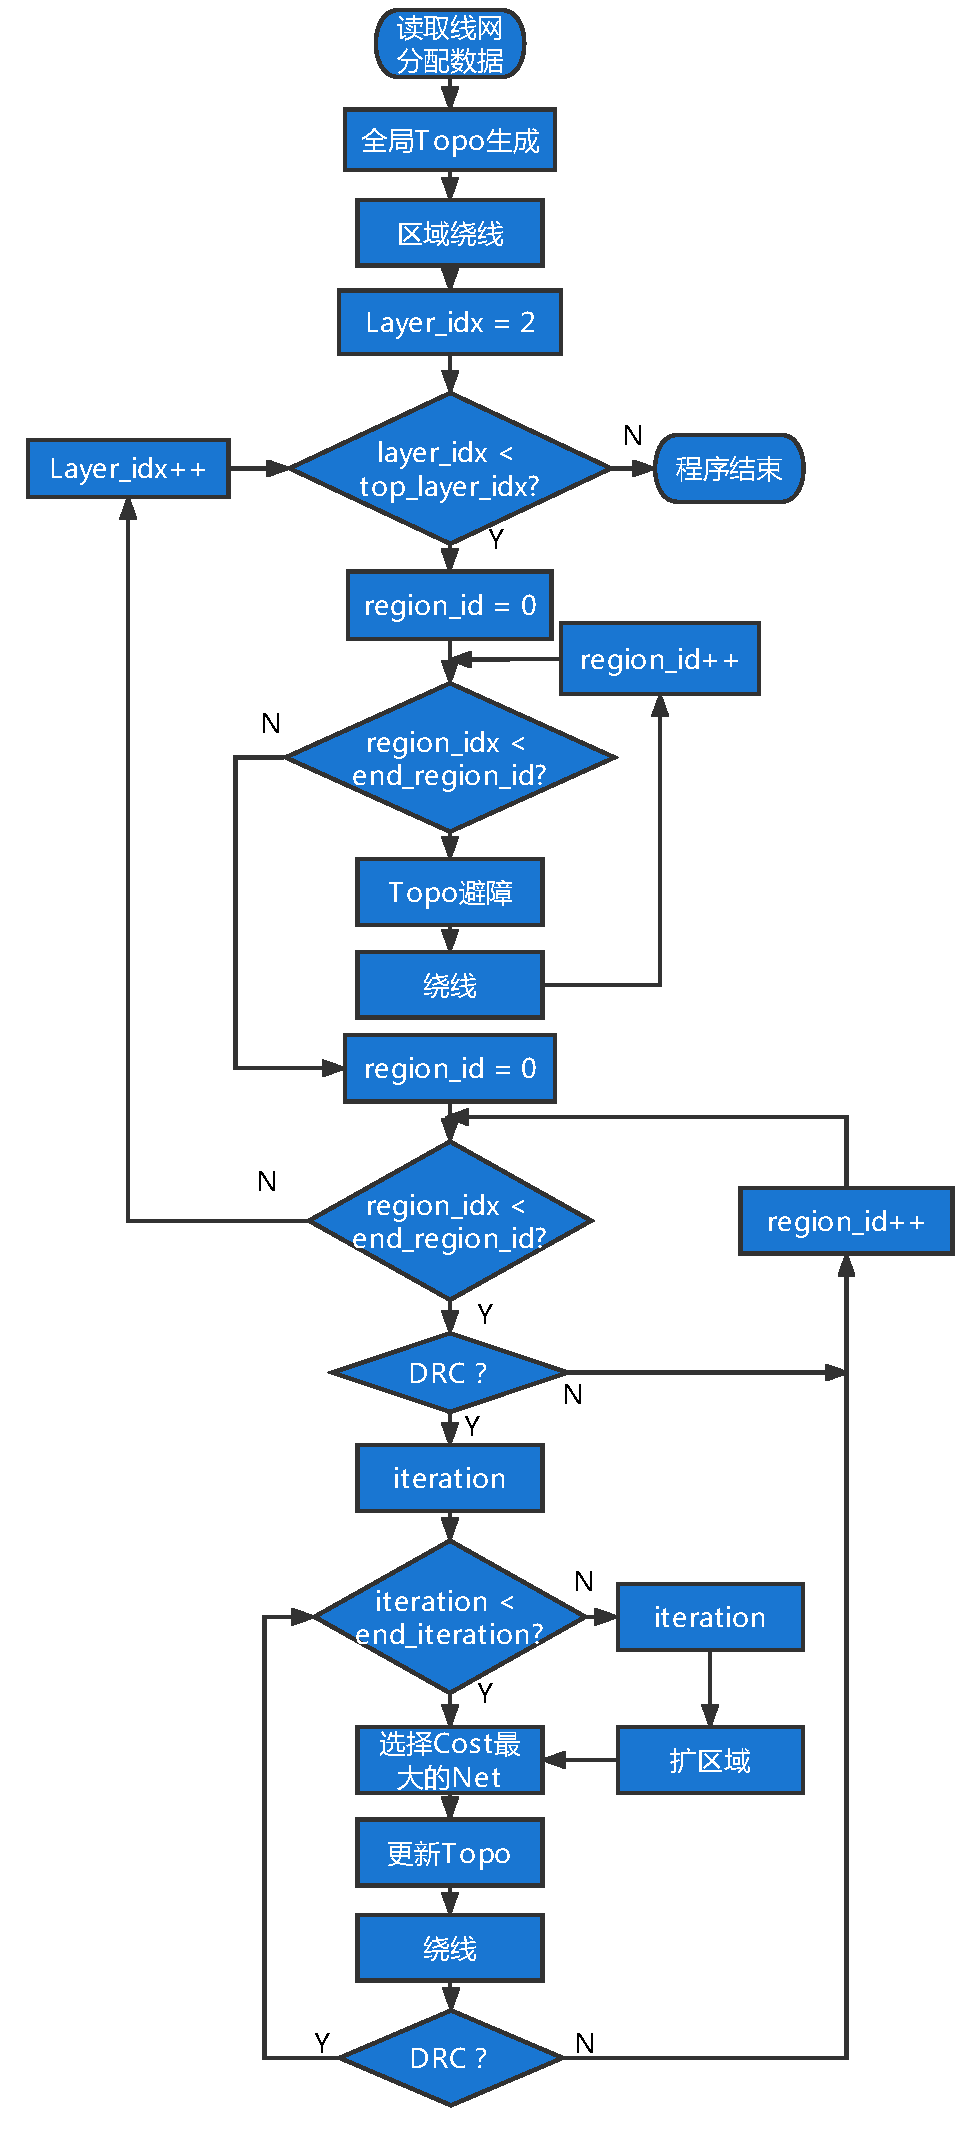 读取线网
分配数据
全局Topo生成
区域绕线
Layer_idx = 2
Layer_idx++
layer_idx <
top_layer_idx?
N
程序结束
Y
region_id = 0
region_id++
N
region_idx <
end_region_id?
Topo避障
绕线
region_id = 0
N
region_idx <
end_region_id?
region_id++
Y
DRC ?
N
Y
iteration
iteration <
end_iteration?
N
iteration
Y
选择Cost最
大的Net
扩区域
更新Topo
绕线
Y
DRC ?
N